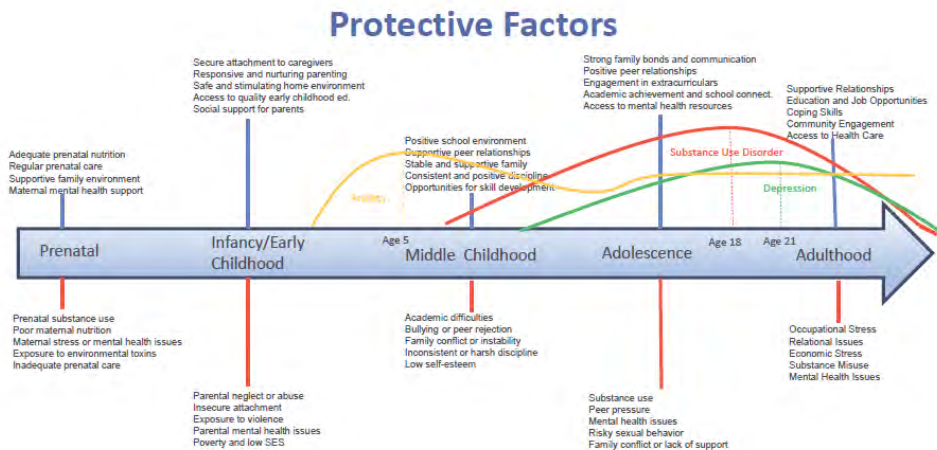 Protective Factors
Adequate prenatal nutrition
Regular prenatal care
Supportive family environment
Maternal mental health support
Secure attachment to caregivers
Responsive and nurturing parenting
Safe and stimulating home environment
Access to quality early childhood ed.
Social support for parents
Positive school environment
Supportive peer relationships
Stable and supportive family
Consistent and positive discipline
Opportunities for skill development
Strong family bonds and communication
Positive peer relationships
Engagement in extracurriculars
Academic achievement and school connect.
Access to mental health resources
Supportive Relationships
Education and Job Opportunities
Coping Skills
Community Engagement
Access to Health Care
Anxiety
Substance Use Disorder
Depression
Prenatal
Infancy/Early
Childhood
Age 5
Middle Childhood
Adolescence
Age 18
Age 21
Adulthood
Prenatal substance use
Poor maternal nutrition
Maternal stress or mental health issues
Exposure to environmental toxins
Inadequate prenatal care
Parental neglect or abuse
Insecure attachment
Exposure to violence
Parental mental health issues
Poverty and low SES
Academic difficulties
Bullying or peer rejection
Family conflict or instability
Inconsistent or harsh discipline
Low self-esteem
Substance use
Peer pressure
Mental health issues
Risky sexual behavior
Family conflict or lack of support
Occupational Stress
Relational Issues
Economic Stress
Substance Misuse
Mental Health Issues